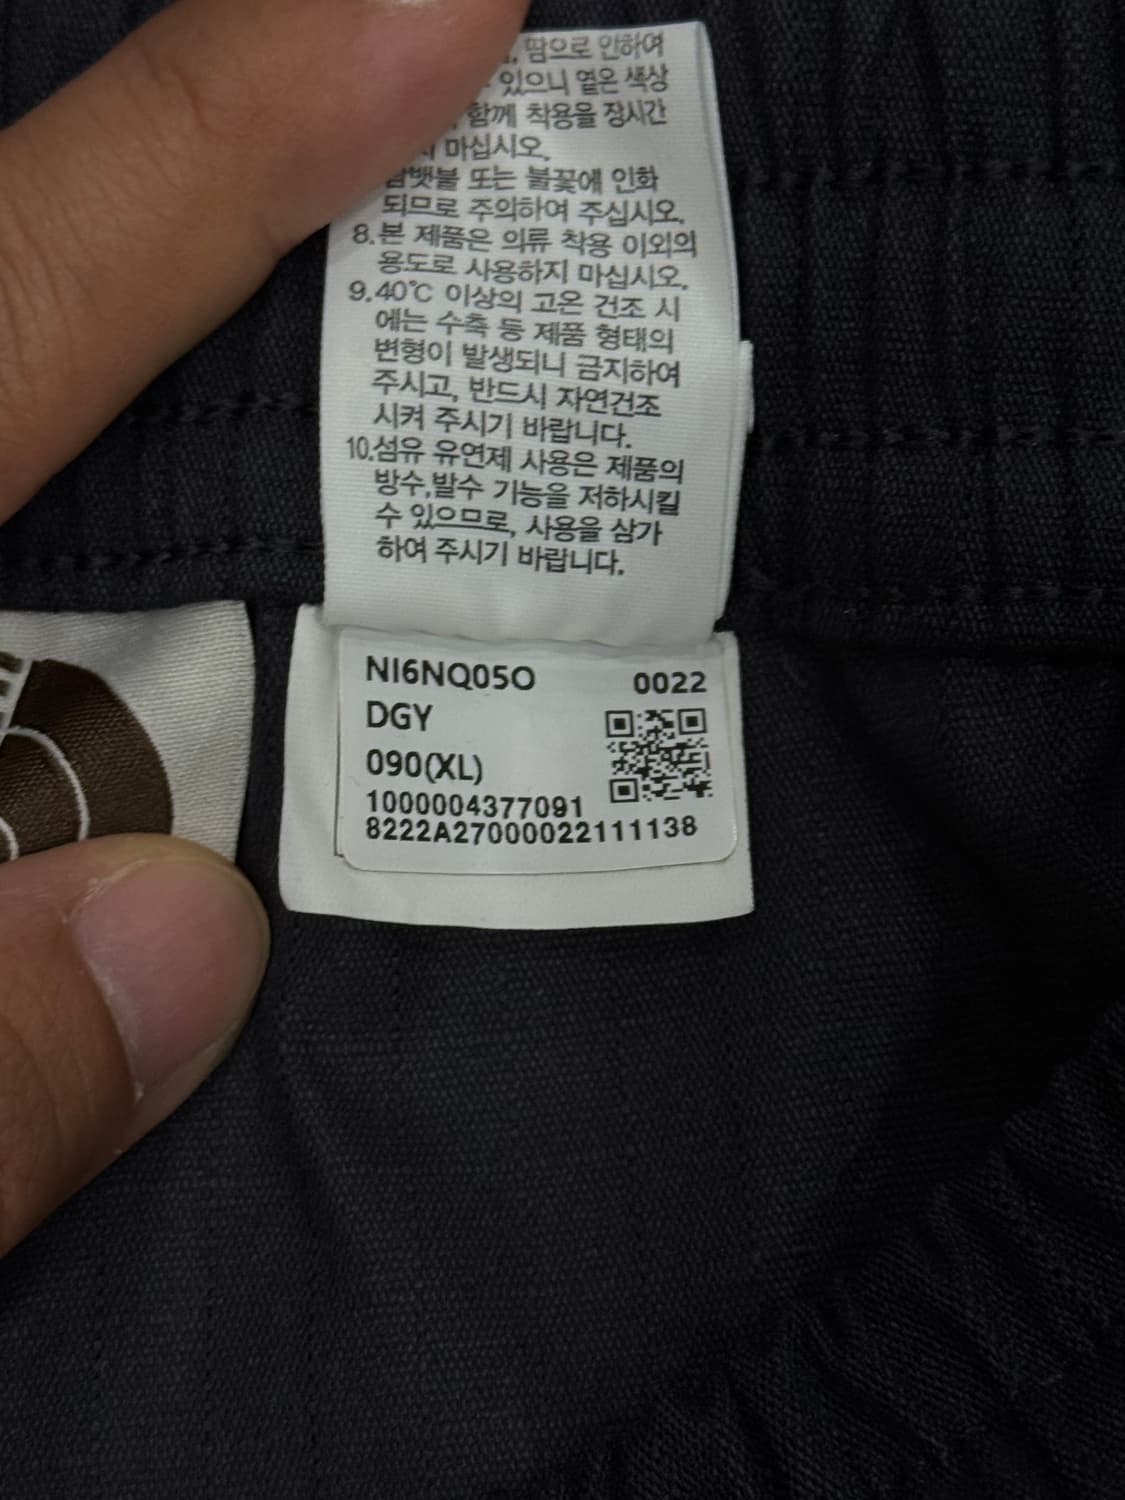 땀으로 인하여
있으니 옅은 색상
함께 착용을 장시간
마십시오.
담뱃불 또는 불꽃에 인화
되므로 주의하여 주십시오.
8.본 제품은 의류 착용 이외의
용도로 사용하지 마십시오.
9.40℃ 이상의 고온 건조 시
에는 수축 등 제품 형태의
변형이 발생되니 금지하여
주시고, 반드시 자연건조
시켜 주시기 바랍니다.
10.섬유 유연제 사용은 제품의
방수,발수 기능을 저하시킬
수 있으므로, 사용을 삼가
하여 주시기 바랍니다.
NI6NQ05O 0022
DGY
090(XL)
1000004377091
8222A27000022111138